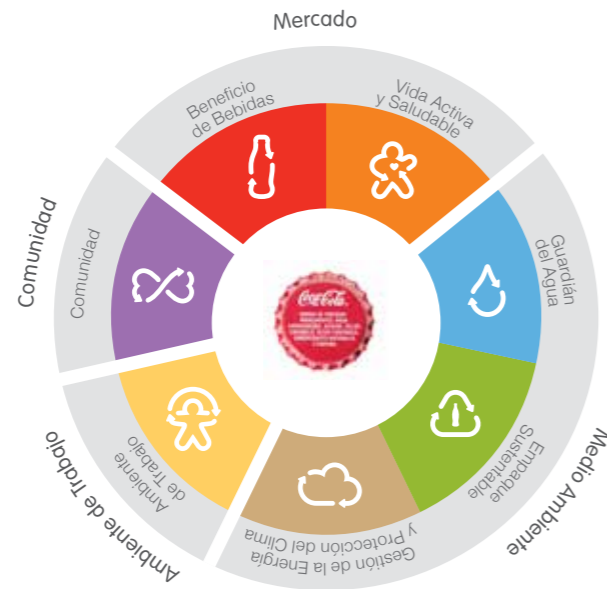 Mercado
Beneficio
de Bebidas
Vida Activa
y Saludable
Guardián
del Agua
Empaque
Sustentable
Medio Ambiente
Gestión de la Energía
y Protección del Clima
Ambiente
de Trabajo
Ambiente de Trabajo
Comunidad
Comunidad
Coca-Cola